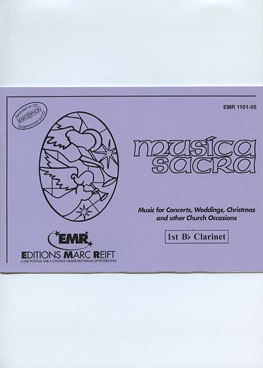 EMR 1101-05
musica
sacra
Music for Concerts, Weddings, Christmas
and other Church Occasions
1st B♭ Clarinet
EMR
EDITIONS MARC REIFT